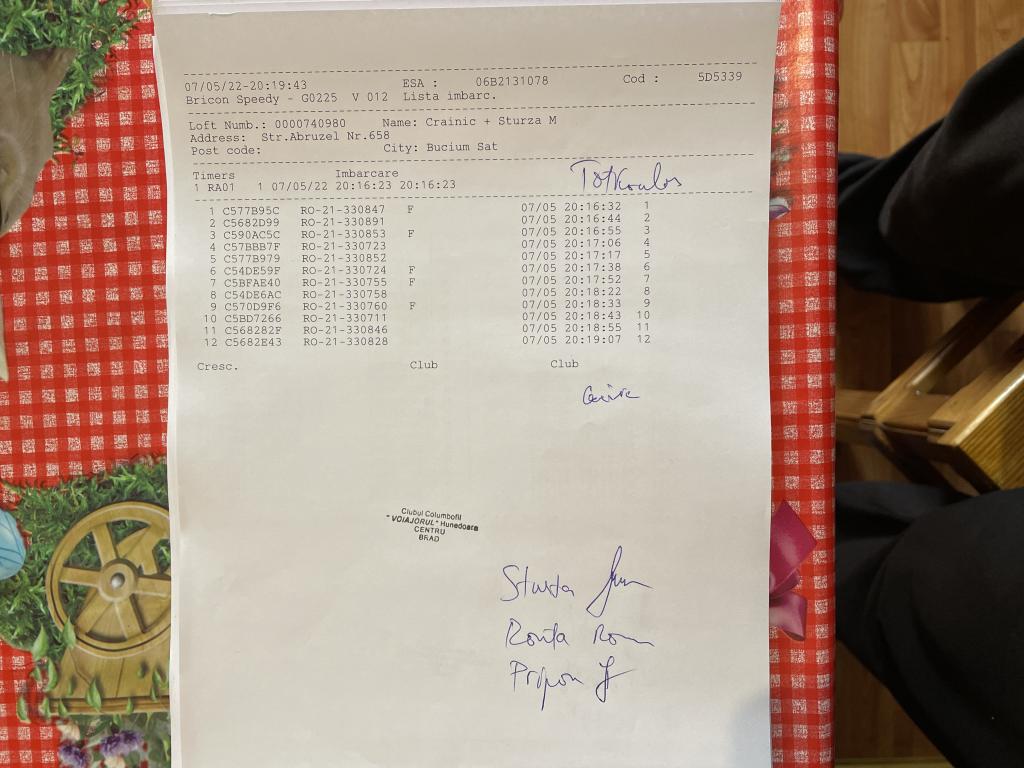 07/05/22-20:19:43 ESA : 06B2131078 Cod : 5D5339
Bricon Speedy - G0225 V 012 Lista imbarc.
Loft Numb.: 0000740980 Name: Crainic + Sturza M
Address: Str.Abruzel Nr.658
Post code: City: Bucium Sat
Timers Imbarcare
1 RA01 1 07/05/22 20:16:23 20:16:23
1 C577B95C RO-21-330847 F 07/05 20:16:32 1
2 C5682D99 RO-21-330891 07/05 20:16:44 2
3 C590AC5C RO-21-330853 F 07/05 20:16:55 3
4 C57BBB7F RO-21-330723 07/05 20:17:06 4
5 C577B979 RO-21-330852 07/05 20:17:17 5
6 C54DE59F RO-21-330724 F 07/05 20:17:38 6
7 C5BFAE40 RO-21-330755 F 07/05 20:17:52 7
8 C54DE6AC RO-21-330758 07/05 20:18:22 8
9 C570D9F6 RO-21-330760 F 07/05 20:18:33 9
10 C5BD7266 RO-21-330711 07/05 20:18:43 10
11 C568282F RO-21-330846 07/05 20:18:55 11
12 C5682E43 RO-21-330828 07/05 20:19:07 12
Cresc. Club Club
Clubul Columbofil
"VOIAJORUL" Hunedoara
CENTRU
BRAD
Sturza
Pripon